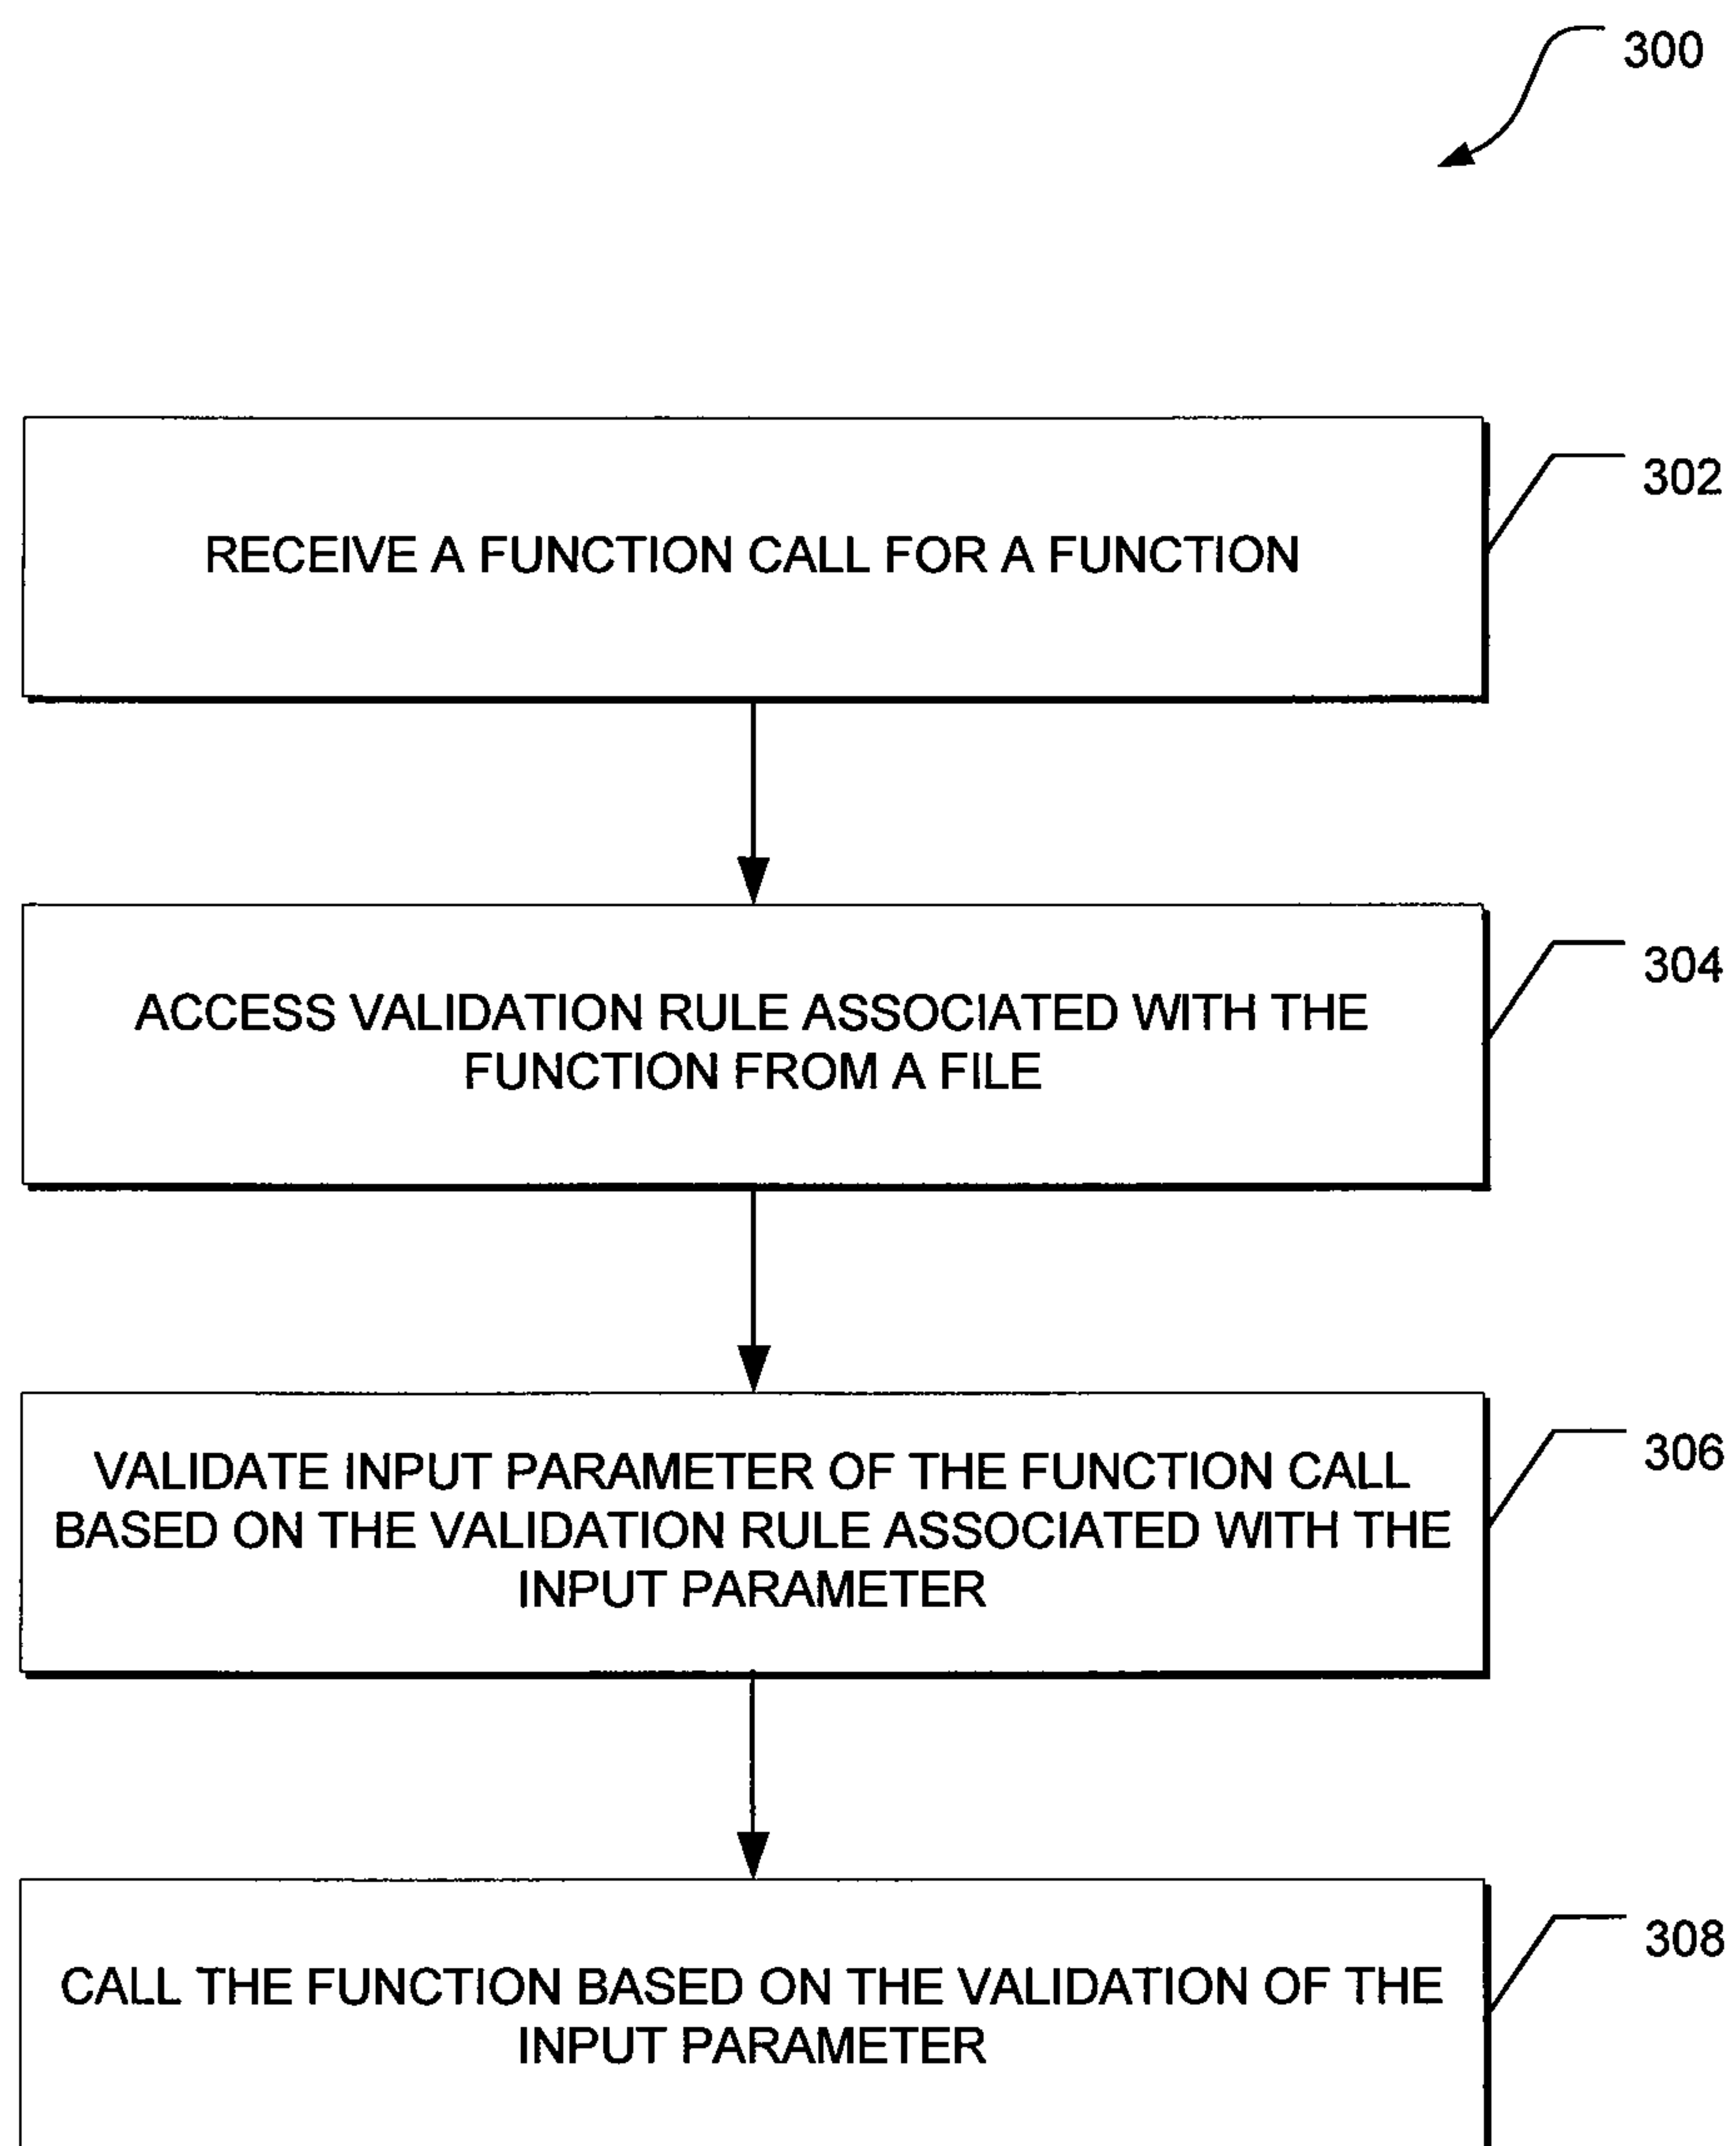 300
302
RECEIVE A FUNCTION CALL FOR A FUNCTION
304
ACCESS VALIDATION RULE ASSOCIATED WITH THE
FUNCTION FROM A FILE
306
VALIDATE INPUT PARAMETER OF THE FUNCTION CALL
BASED ON THE VALIDATION RULE ASSOCIATED WITH THE
INPUT PARAMETER
308
CALL THE FUNCTION BASED ON THE VALIDATION OF THE
INPUT PARAMETER